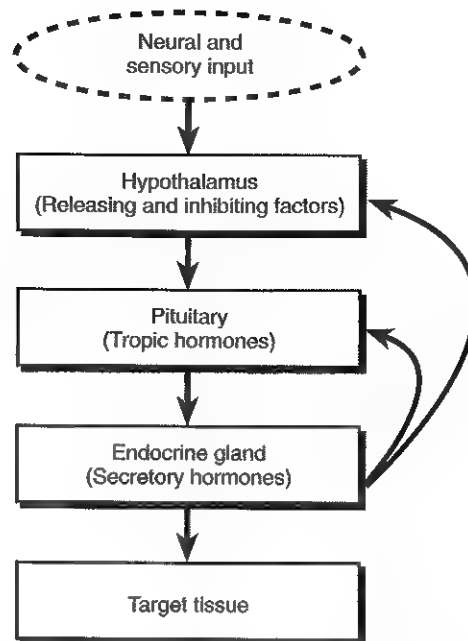 Neural and
sensory input
Hypothalamus
(Releasing and inhibiting factors)
Pituitary
(Tropic hormones)
Endocrine gland
(Secretory hormones)
Target tissue